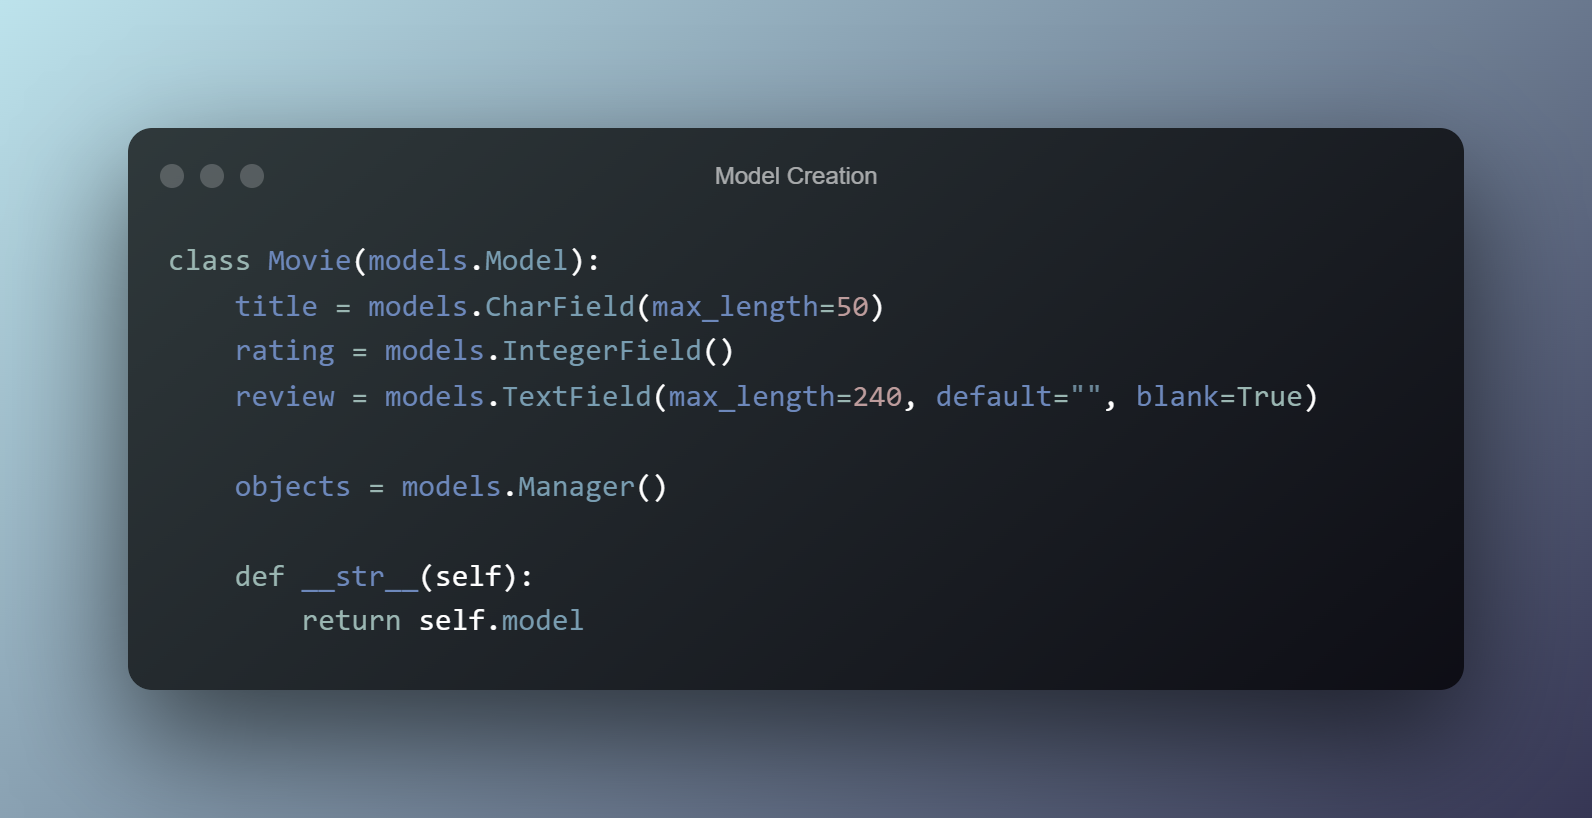 Model Creation
class Movie(models.Model):
    title = models.CharField(max_length=50)
    rating = models.IntegerField()
    review = models.TextField(max_length=240, default="", blank=True)
    objects = models.Manager()
    def __str__(self):
        return self.model